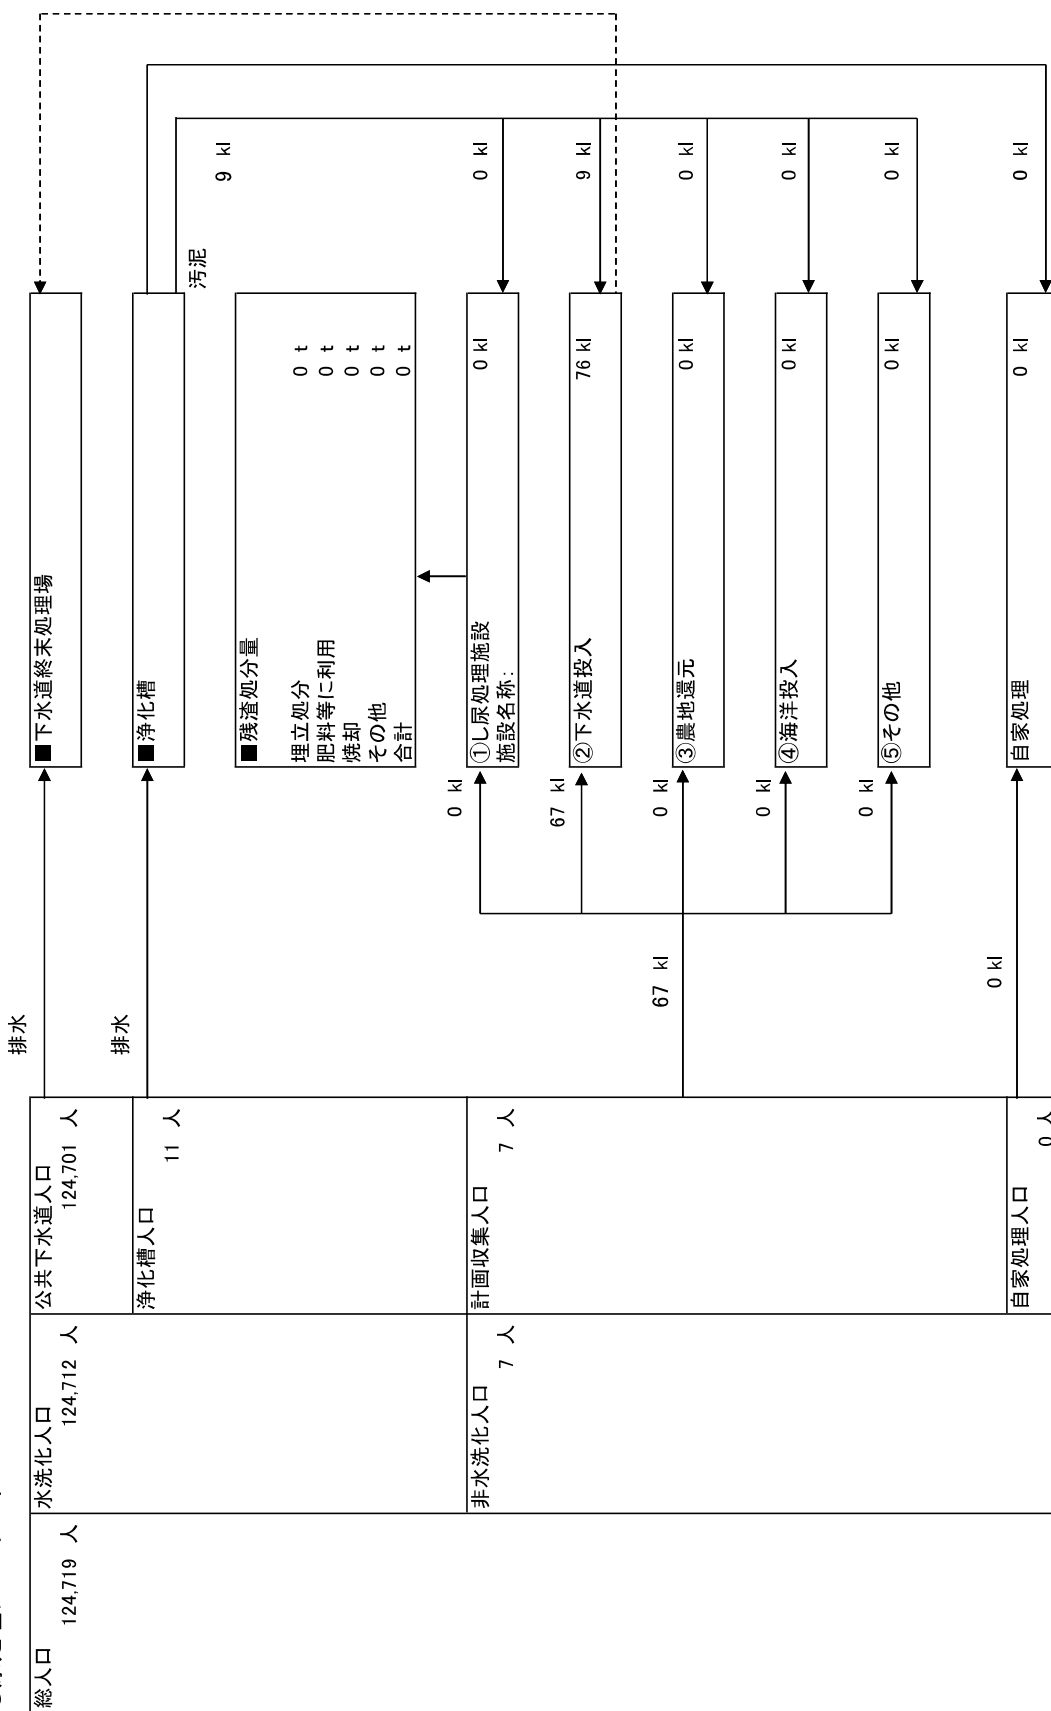 総人口
124,719 人
水洗化人口
124,712 人
公共下水道人口
124,701 人
排水
■下水道終末処理場
浄化槽人口
11 人
排水
■浄化槽
汚泥
9 kl
■残渣処分量
埋立処分 0 t
肥料等に利用 0 t
焼却 0 t
その他 0 t
合計 0 t
非水洗化人口
7 人
計画収集人口
7 人
67 kl
0 kl
①し尿処理施設 0 kl
施設名称：
0 kl
67 kl
②下水道投入 76 kl
9 kl
0 kl
③農地還元 0 kl
0 kl
0 kl
④海洋投入 0 kl
0 kl
0 kl
⑤その他 0 kl
0 kl
自家処理人口
0 人
0 kl
自家処理 0 kl
0 kl